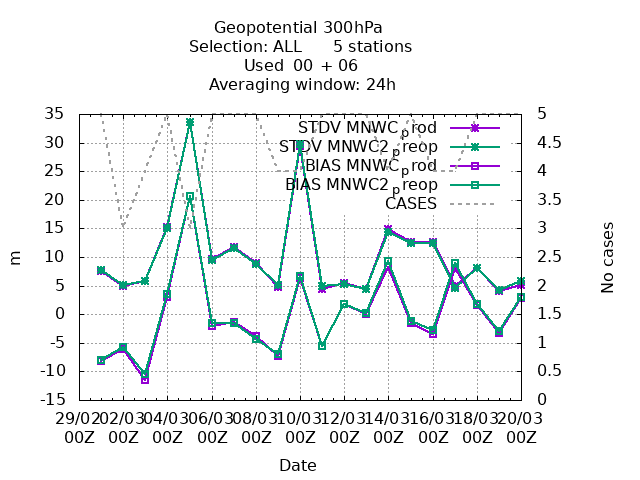 Geopotential 300hPa
Selection: ALL 5 stations
Used 00 + 06
Averaging window: 24h
35 5
30 4.5
25 4
20 3.5
15 3
10 2.5
5 2
0 1.5
-5 1
-10 0.5
-15 0
STDV MNWC_prod
STDV MNWC2_preop
BIAS MNWC_prod
BIAS MNWC2_preop
CASES
m
No cases
29/02 02/03 04/03 06/03 08/03 10/03 12/03 14/03 16/03 18/03 20/03
00Z 00Z 00Z 00Z 00Z 00Z 00Z 00Z 00Z 00Z 00Z
Date